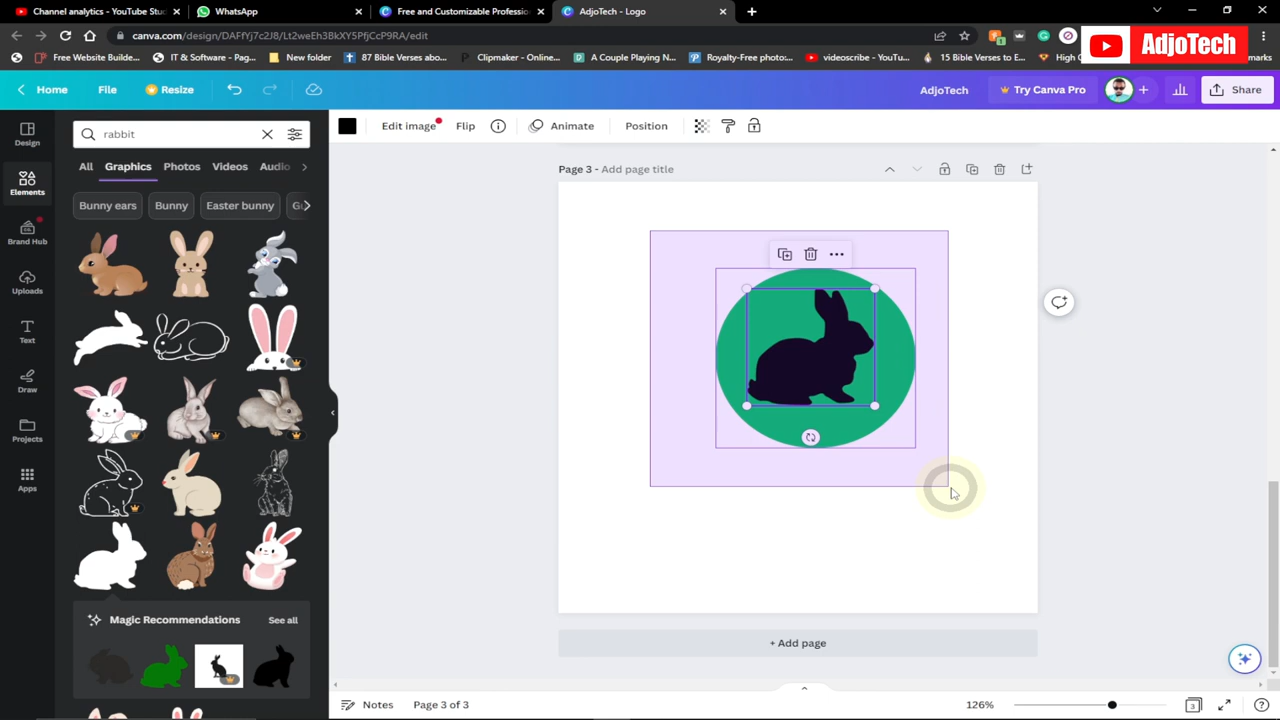 Channel analytics - YouTube Stu
WhatsApp
Free and Customizable Professio
AdjoTech - Logo
canva.com/design/DAFfYj7c2J8/Lt2weEh3BkXY5PfjCcP9RA/edit
Free Website Builde...
IT & Software - Pag...
New folder
87 Bible Verses abo...
Clipmaker - Online...
A Couple Playing N...
Royalty-Free photo:...
videoscribe - YouTu...
15 Bible Verses to E...
High
marks
AdjoTech
Home
File
Resize
AdjoTech
Try Canva Pro
Share
Design
Elements
Brand Hub
Uploads
Text
Draw
Projects
Apps
rabbit
All
Graphics
Photos
Videos
Audio
Bunny ears
Bunny
Easter bunny
Magic Recommendations
See all
Edit image
Flip
Animate
Position
Page 3 - Add page title
+ Add page
Notes
Page 3 of 3
126%
3